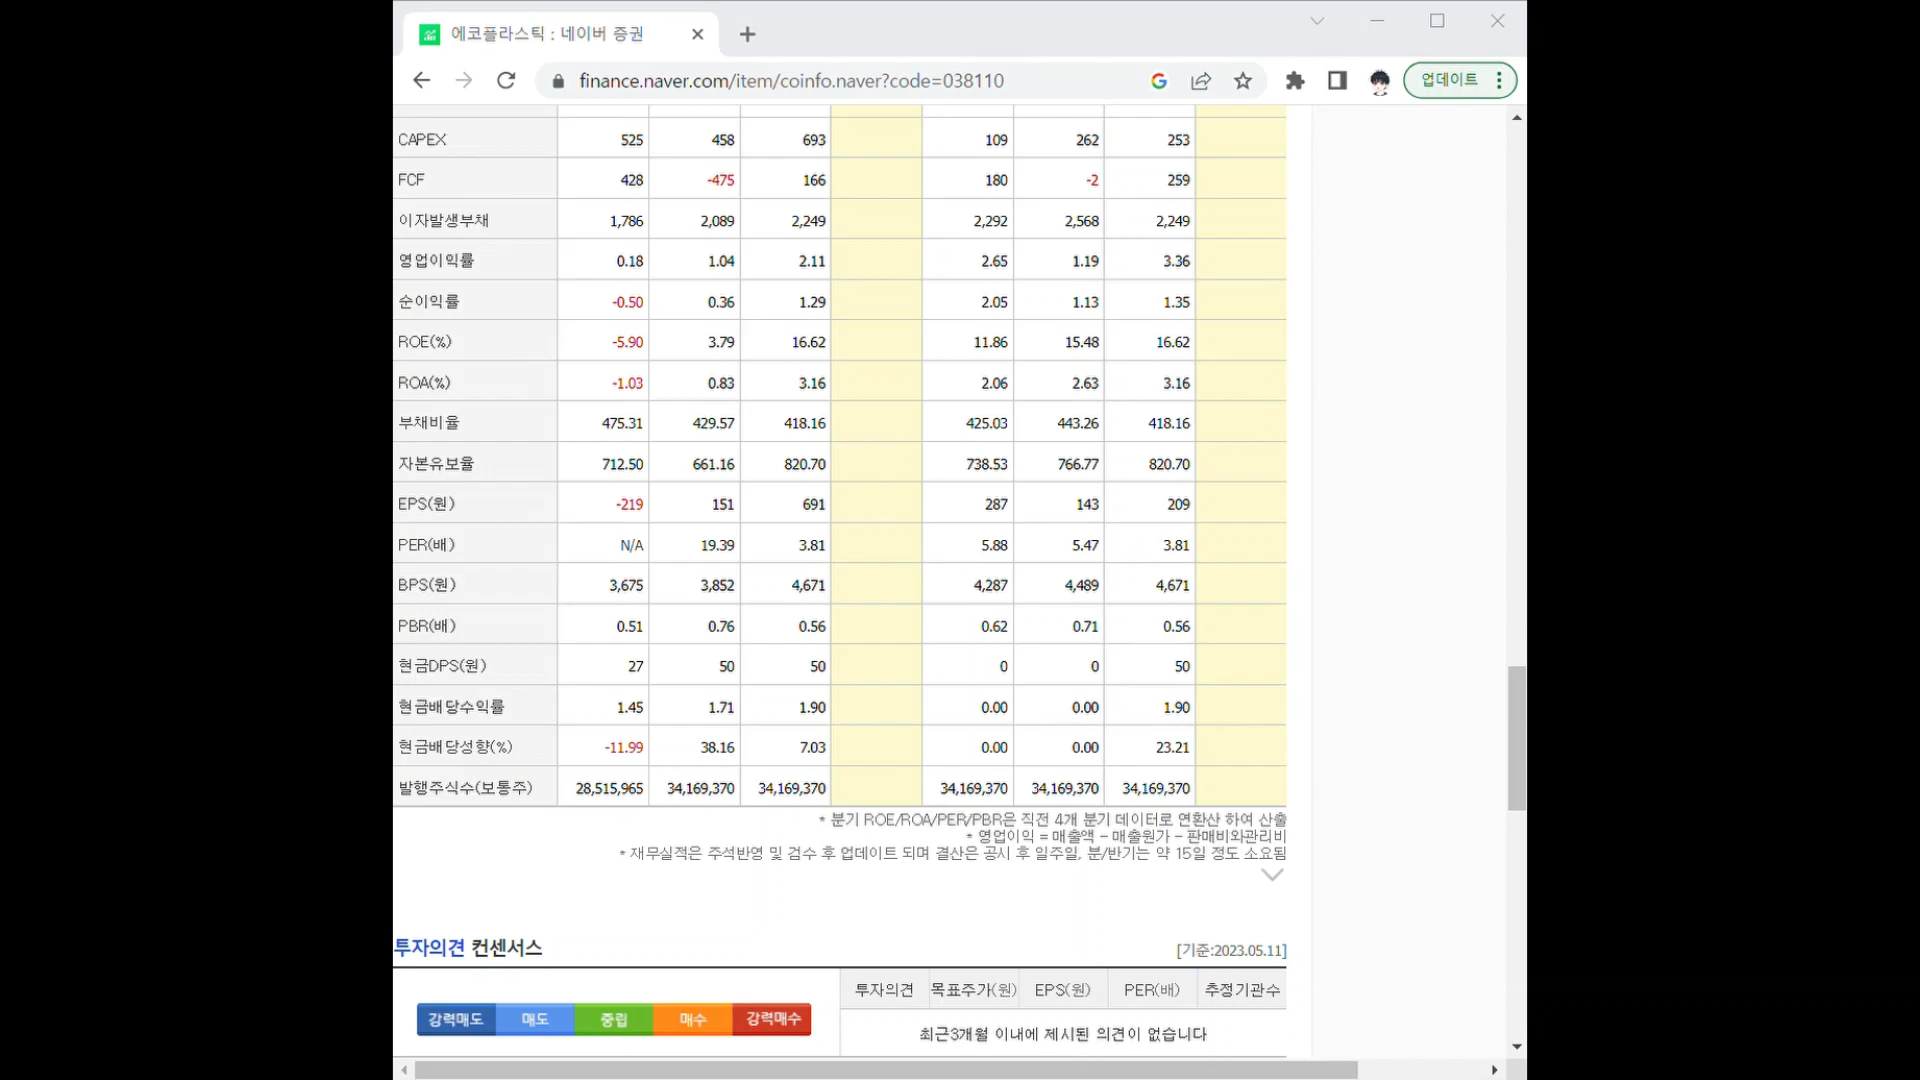 에코플라스틱 : 네이버 증권
finance.naver.com/item/coinfo.naver?code=038110
업데이트
CAPEX 525 458 693 109 262 253
FCF 428 -475 166 180 -2 259
이자발생부채 1,786 2,089 2,249 2,292 2,568 2,249
영업이익률 0.18 1.04 2.11 2.65 1.19 3.36
순이익률 -0.50 0.36 1.29 2.05 1.13 1.35
ROE(%) -5.90 3.79 16.62 11.86 15.48 16.62
ROA(%) -1.03 0.83 3.16 2.06 2.63 3.16
부채비율 475.31 429.57 418.16 425.03 443.26 418.16
자본유보율 712.50 661.16 820.70 738.53 766.77 820.70
EPS(원) -219 151 691 287 143 209
PER(배) N/A 19.39 3.81 5.88 5.47 3.81
BPS(원) 3,675 3,852 4,671 4,287 4,489 4,671
PBR(배) 0.51 0.76 0.56 0.62 0.71 0.56
현금DPS(원) 27 50 50 0 0 50
현금배당수익률 1.45 1.71 1.90 0.00 0.00 1.90
현금배당성향(%) -11.99 38.16 7.03 0.00 0.00 23.21
발행주식수(보통주) 28,515,965 34,169,370 34,169,370 34,169,370 34,169,370 34,169,370
* 분기 ROE/ROA/PER/PBR은 직전 4개 분기 데이터로 연환산 하여 산출
* 영업이익 = 매출액 - 매출원가 - 판매비와관리비
* 재무실적은 주석반영 및 검수 후 업데이트 되며 결산은 공시 후 일주일, 분/반기는 약 15일 정도 소요됨
투자의견 컨센서스 [기준:2023.05.11]
투자의견 목표주가(원) EPS(원) PER(배) 추정기관수
강력매도 매도 중립 매수 강력매수
최근3개월 이내에 제시된 의견이 없습니다